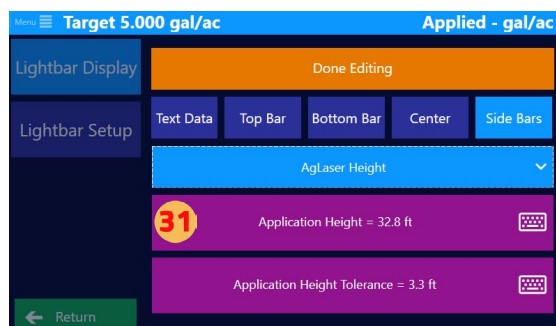 Menu Target 5.000 gal/ac Applied - gal/ac
Lightbar Display
Done Editing
Lightbar Setup
Text Data Top Bar Bottom Bar Center Side Bars
AgLaser Height
31 Application Height = 32.8 ft
Application Height Tolerance = 3.3 ft
Return